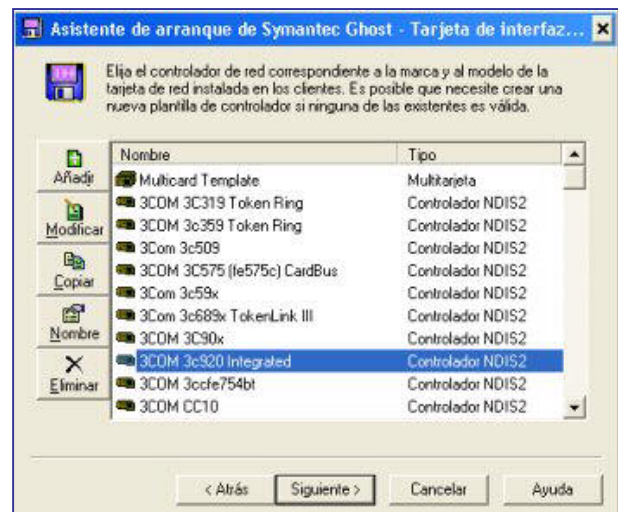 Asistente de arranque de Symantec Ghost - Tarjeta de interfaz...
Elija el controlador de red correspondiente a la marca y al modelo de la
tarjeta de red instalada en los clientes. Es posible que necesite crear una
nueva plantilla de controlador si ninguna de las existentes es válida.
Añadir
Modificar
Copiar
Nombre
Eliminar
Nombre Tipo
Multicard Template Multitarjeta
3COM 3C319 Token Ring Controlador NDIS2
3COM 3c359 Token Ring Controlador NDIS2
3Com 3c509 Controlador NDIS2
3COM 3C575 (fe575c) CardBus Controlador NDIS2
3Com 3c59x Controlador NDIS2
3Com 3c689x TokenLink III Controlador NDIS2
3COM 3C90x Controlador NDIS2
3COM 3c920 Integrated Controlador NDIS2
3COM 3ccfe754bt Controlador NDIS2
3COM CC10 Controlador NDIS2
< Atrás Siguiente > Cancelar Ayuda